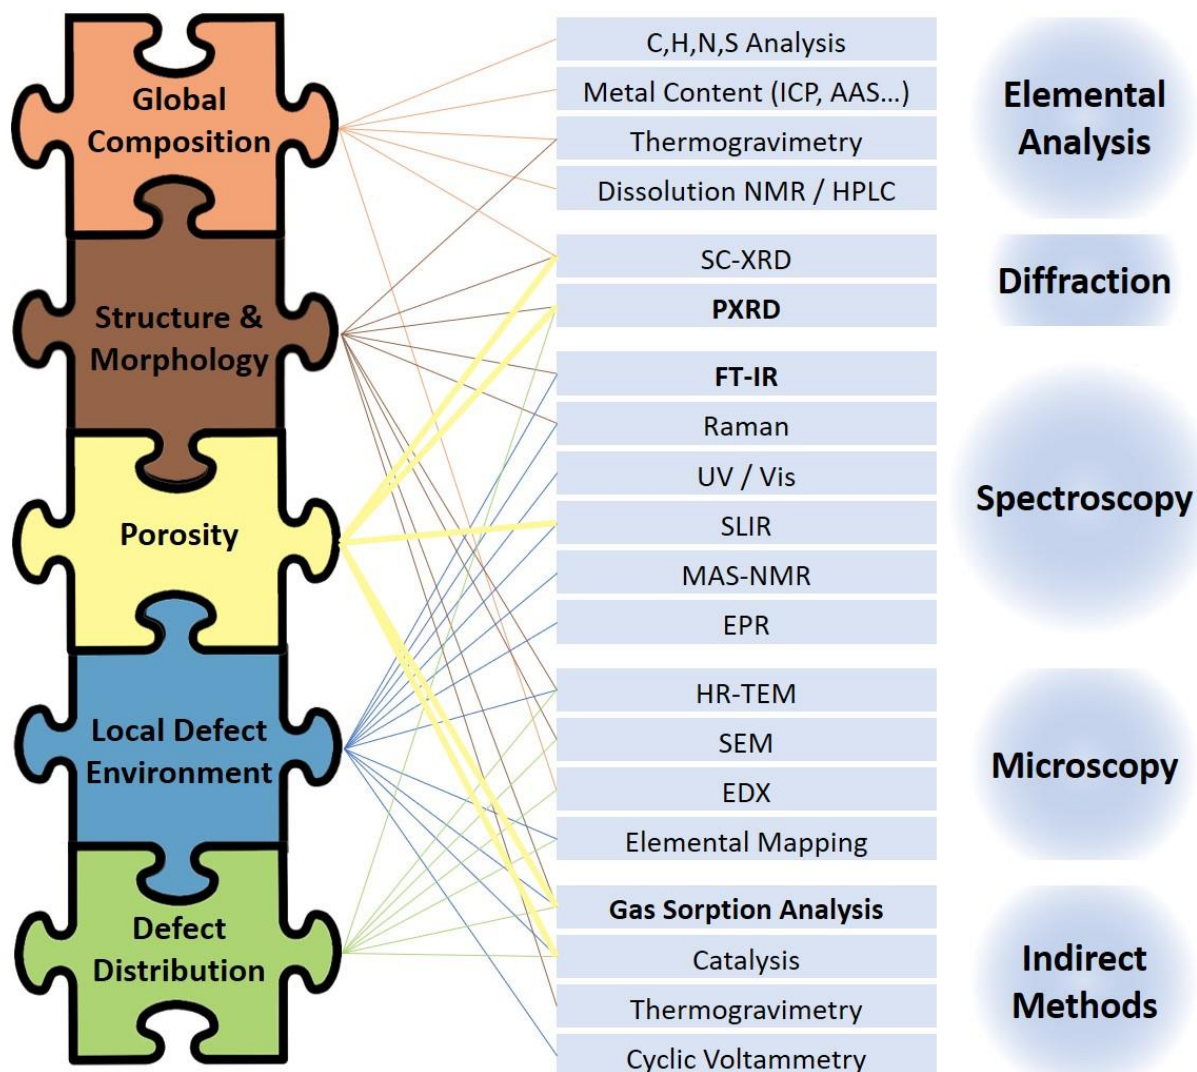 Global
Composition
Structure &
Morphology
Porosity
Local Defect
Environment
Defect
Distribution
C,H,N,S Analysis
Metal Content (ICP, AAS...)
Thermogravimetry
Dissolution NMR / HPLC
SC-XRD
PXRD
FT-IR
Raman
UV / Vis
SLIR
MAS-NMR
EPR
HR-TEM
SEM
EDX
Elemental Mapping
Gas Sorption Analysis
Catalysis
Thermogravimetry
Cyclic Voltammetry
Elemental
Analysis
Diffraction
Spectroscopy
Microscopy
Indirect
Methods